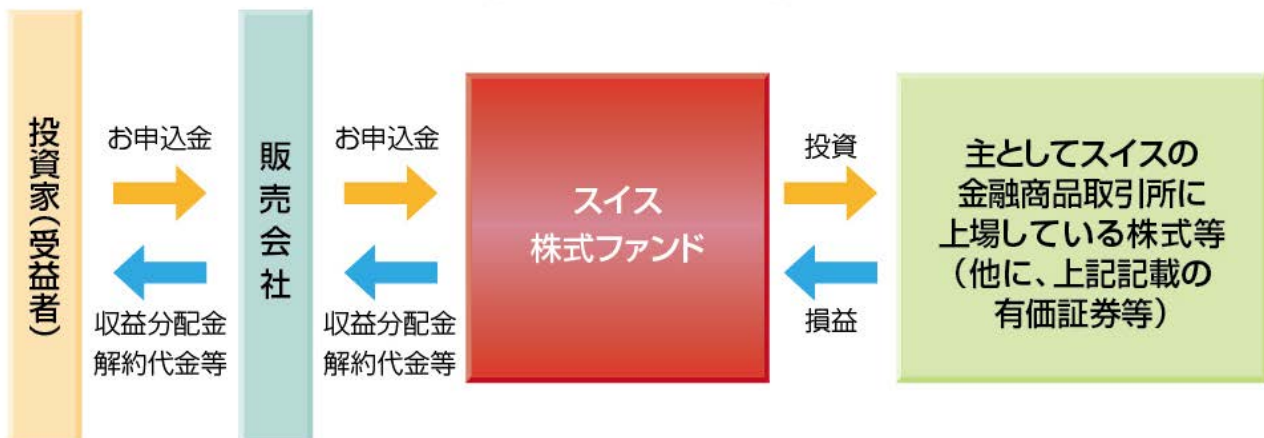 投資家（受益者）
お申込金
収益分配金
解約代金等
販売会社
お申込金
収益分配金
解約代金等
スイス
株式ファンド
投資
損益
主としてスイスの
金融商品取引所に
上場している株式等
（他に、上記記載の
有価証券等）